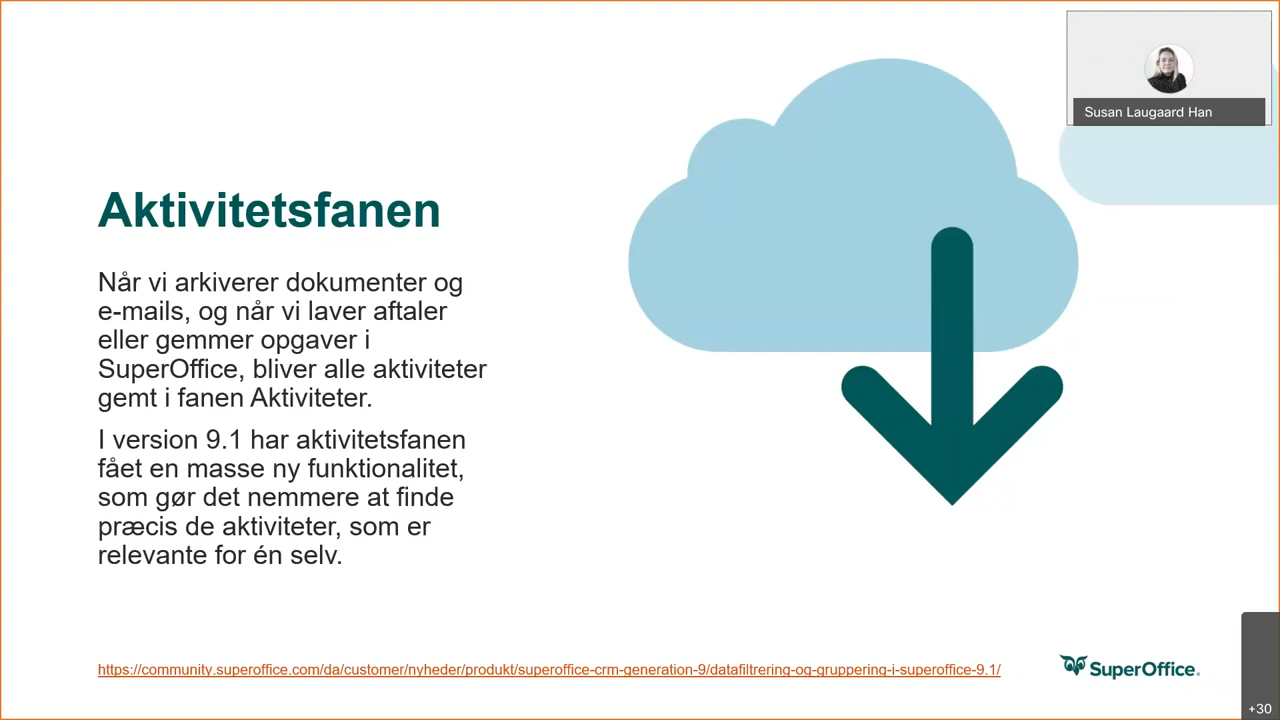 Susan Laugaard Han
Aktivitetsfanen
Når vi arkiverer dokumenter og
e-mails, og når vi laver aftaler
eller gemmer opgaver i
SuperOffice, bliver alle aktiviteter
gemt i fanen Aktiviteter.
I version 9.1 har aktivitetsfanen
fået en masse ny funktionalitet,
som gør det nemmere at finde
præcis de aktiviteter, som er
relevante for én selv.
https://community.superoffice.com/da/customer/nyheder/produkt/superoffice-crm-generation-9/datafiltrering-og-gruppering-i-superoffice-9.1/
SuperOffice.
+30